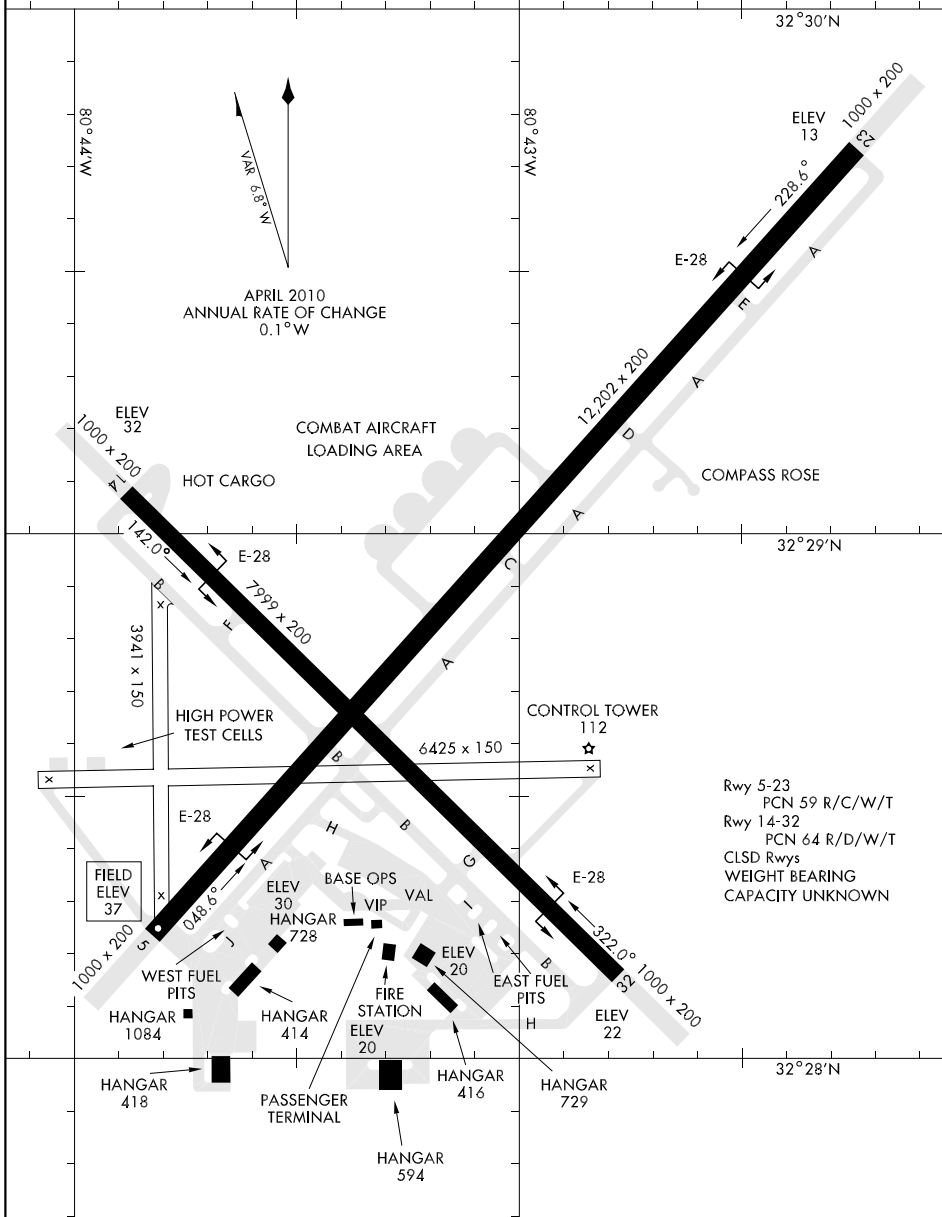 32°30'N
80°44'W
80°43'W
VAR 6.8° W
APRIL 2010
ANNUAL RATE OF CHANGE
0.1° W
ELEV
13
1000 x 200
23
228.6°
E-28
A
E
12,202 x 200
A
D
COMPASS ROSE
A
C
A
ELEV
32
1000 x 200
14
HOT CARGO
COMBAT AIRCRAFT
LOADING AREA
142.0°
E-28
7999 x 200
32°29'N
B
x
F
3941 x 150
HIGH POWER
TEST CELLS
x
B
6425 x 150
CONTROL TOWER
112
x
Rwy 5-23
PCN 59 R/C/W/T
Rwy 14-32
PCN 64 R/D/W/T
CLSD Rwys
WEIGHT BEARING
CAPACITY UNKNOWN
E-28
H
B
G
A
FIELD
ELEV
37
x
048.6°
5
1000 x 200
ELEV
30
HANGAR
728
J
BASE OPS
VIP
VAL
I
E-28
322.0°
B
32
1000 x 200
WEST FUEL
PITS
ELEV
20
EAST FUEL
PITS
FIRE
STATION
HANGAR
1084
HANGAR
414
ELEV
20
H
ELEV
22
32°28'N
HANGAR
418
PASSENGER
TERMINAL
HANGAR
416
HANGAR
729
HANGAR
594